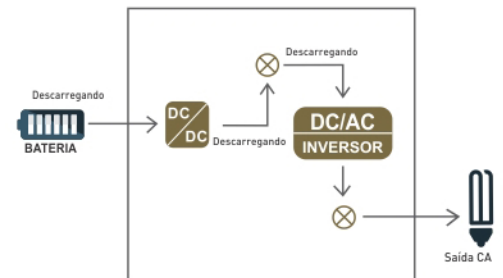 Descarregando
BATERIA
DC
DC
Descarregando
Descarregando
DC/AC
INVERSOR
Saída CA